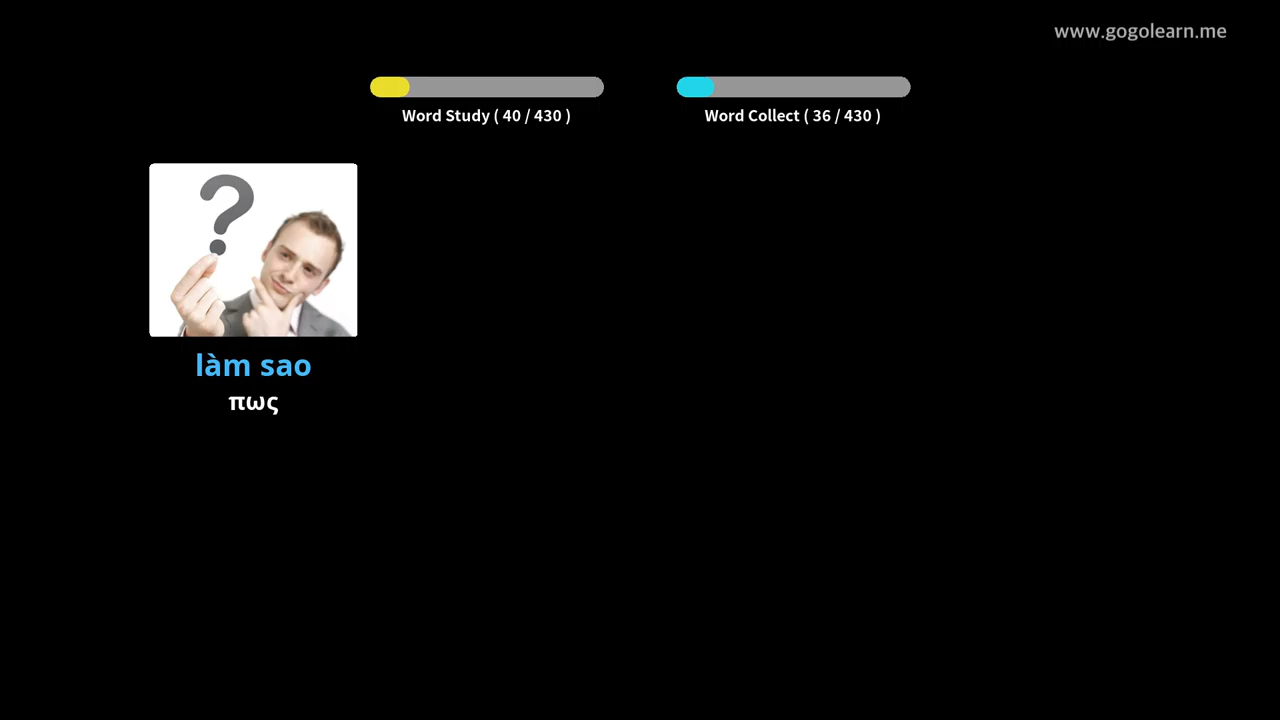 www.gogolearn.me
Word Study ( 40 / 430 )
Word Collect ( 36 / 430 )
?
làm sao
πως